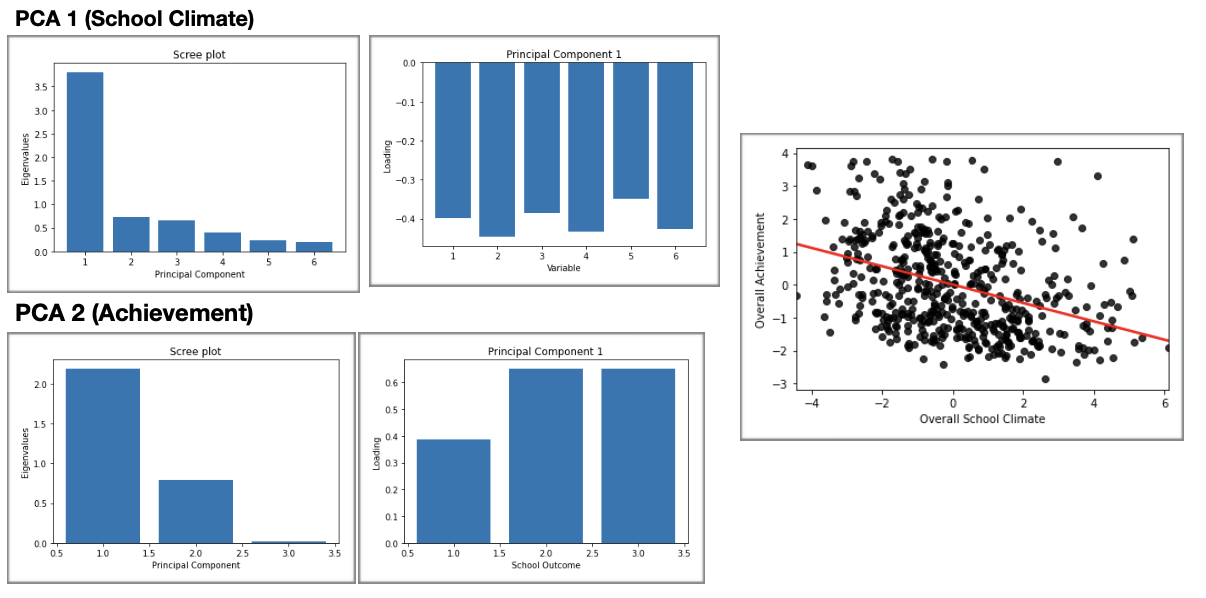 PCA 1 (School Climate)
Scree plot
3.5
3.0
2.5
2.0
1.5
1.0
0.5
0.0
Eigenvalues
1 2 3 4 5 6
Principal Component
Principal Component 1
0.0
−0.1
−0.2
−0.3
−0.4
Loading
1 2 3 4 5 6
Variable
PCA 2 (Achievement)
Scree plot
2.0
1.5
1.0
0.5
0.0
Eigenvalues
0.5 1.0 1.5 2.0 2.5 3.0 3.5
Principal Component
Principal Component 1
0.6
0.5
0.4
0.3
0.2
0.1
0.0
Loading
0.5 1.0 1.5 2.0 2.5 3.0 3.5
School Outcome
4
3
2
1
0
−1
−2
−3
Overall Achievement
−4 −2 0 2 4 6
Overall School Climate